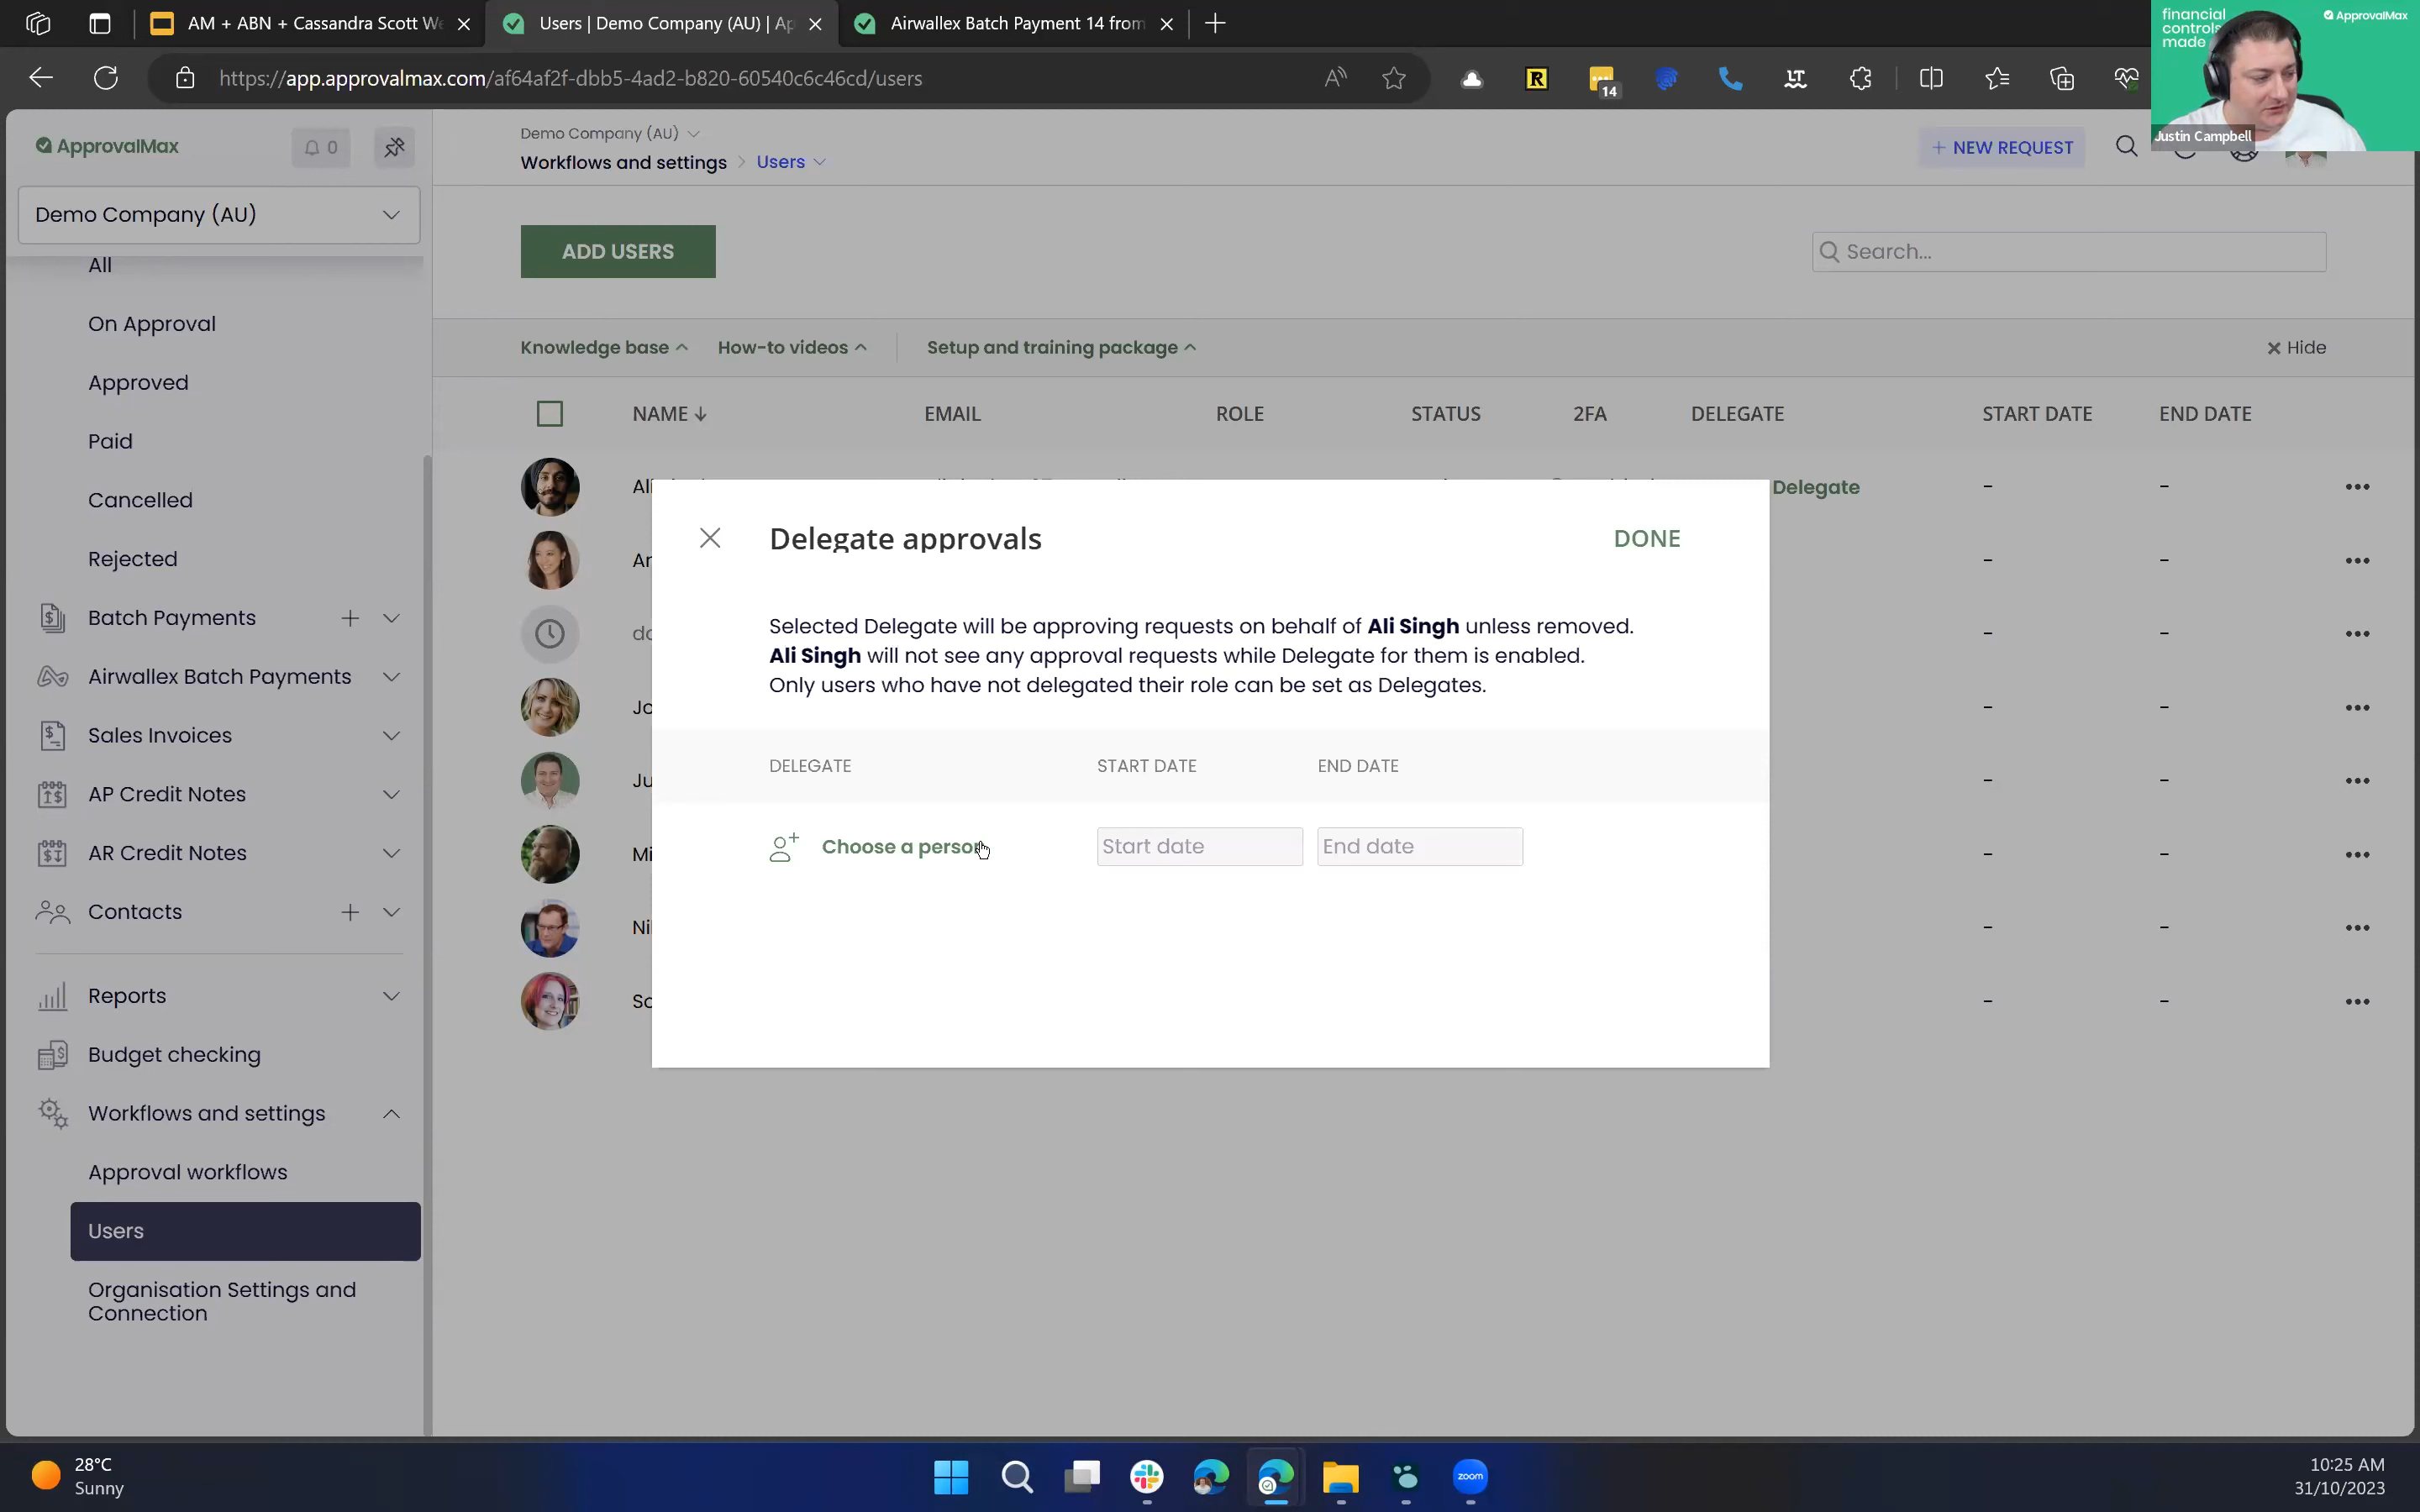 AM + ABN + Cassandra Scott We
Users | Demo Company (AU) | Ap
Airwallex Batch Payment 14 from
https://app.approvalmax.com/af64af2f-dbb5-4ad2-b820-60540c6c46cd/users
14
financial
controls
made
ApprovalMax
Justin Campbell
ApprovalMax
0
Demo Company (AU)
Workflows and settings > Users
+ NEW REQUEST
Demo Company (AU)
All
On Approval
Approved
Paid
Cancelled
Rejected
Batch Payments
Airwallex Batch Payments
Sales Invoices
AP Credit Notes
AR Credit Notes
Contacts
Reports
Budget checking
Workflows and settings
Approval workflows
Users
Organisation Settings and
Connection
ADD USERS
Search...
Knowledge base
How-to videos
Setup and training package
Hide
NAME
EMAIL
ROLE
STATUS
2FA
DELEGATE
START DATE
END DATE
Delegate
- -
- -
- -
Jo
- -
Ju
- -
Mi
- -
- -
- -
Delegate approvals
DONE
Selected Delegate will be approving requests on behalf of Ali Singh unless removed.
Ali Singh will not see any approval requests while Delegate for them is enabled.
Only users who have not delegated their role can be set as Delegates.
DELEGATE
START DATE
END DATE
Choose a person
Start date
End date
28°C
Sunny
zoom
10:25 AM
31/10/2023